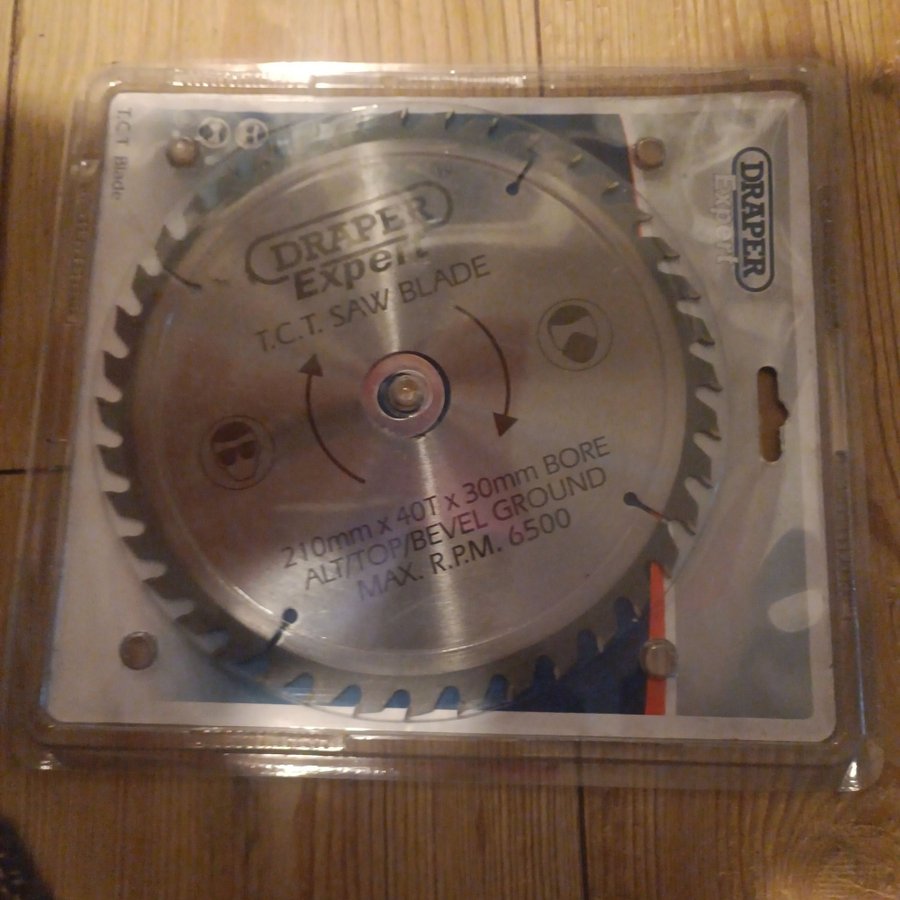 T.C.T. Blade
DRAPER
Expert
DRAPER
Expert
T.C.T. SAW BLADE
210mm x 40T x 30mm BORE
ALT/TOP/BEVEL GROUND
MAX. R.P.M. 6500